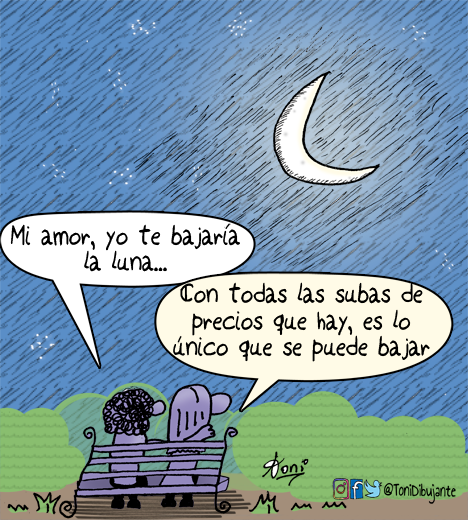 Mi amor, yo te bajaría
la luna...
Con todas las subas de
precios que hay, es lo
único que se puede bajar
Toni
@ToniDibujante